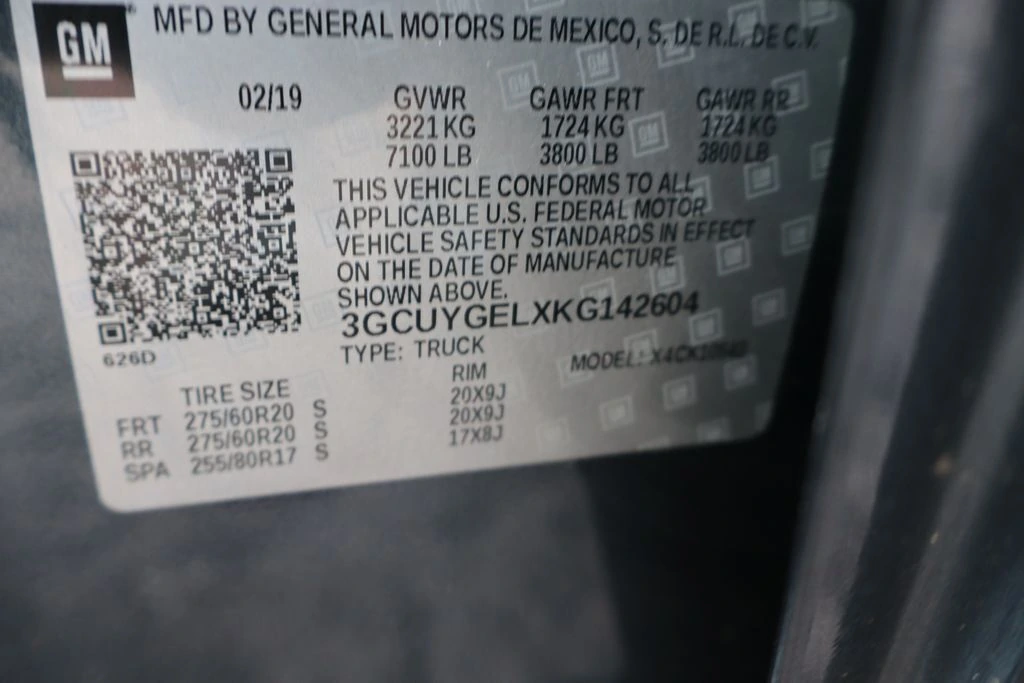 GM
MFD BY GENERAL MOTORS DE MEXICO, S. DE R.L. DE C.V.
02/19 GVWR GAWR FRT GAWR RR
3221 KG 1724 KG 1724 KG
7100 LB 3800 LB 3800 LB
THIS VEHICLE CONFORMS TO ALL
APPLICABLE U.S. FEDERAL MOTOR
VEHICLE SAFETY STANDARDS IN EFFECT
ON THE DATE OF MANUFACTURE
SHOWN ABOVE.
3GCUYGELXKG142604
626D
TYPE: TRUCK MODEL:
TIRE SIZE RIM
FRT 275/60R20 S 20X9J
RR 275/60R20 S 20X9J
SPA 255/80R17 S 17X8J